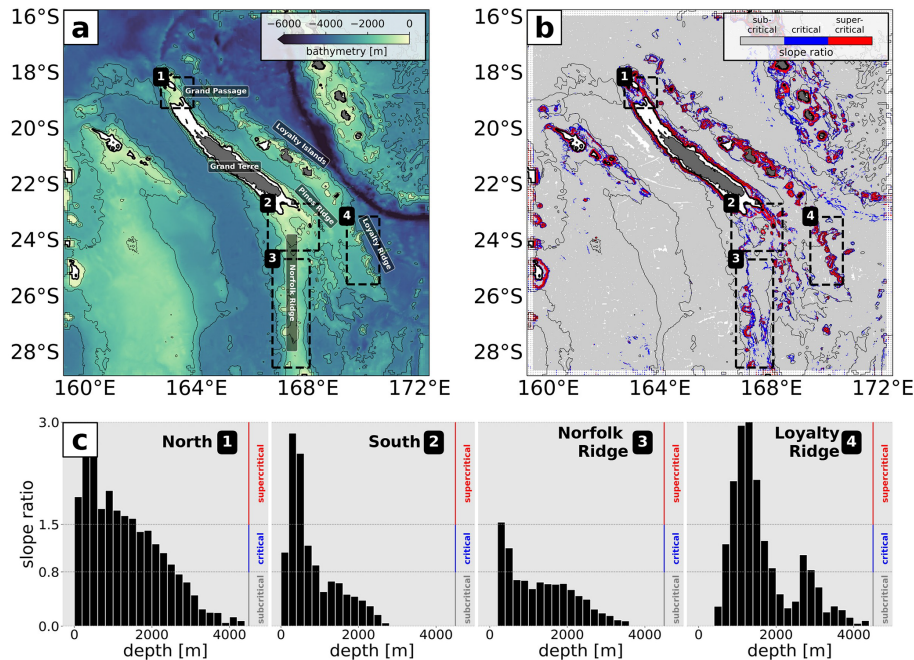 a
−6000 −4000 −2000 0
bathymetry [m]
16°S
18°S
20°S
22°S
24°S
26°S
28°S
160°E 164°E 168°E 172°E
1
Grand Passage
Loyalty Islands
Grand Terre
Pines Ridge
2
4
Loyalty Ridge
3
Norfolk Ridge
b
sub-
critical
critical
super-
critical
slope ratio
16°S
18°S
20°S
22°S
24°S
26°S
28°S
160°E 164°E 168°E 172°E
1
2
4
3
c
slope ratio
3.0
1.5
0.8
0.0
North 1
supercritical
critical
subcritical
0 2000 4000
depth [m]
South 2
supercritical
critical
subcritical
0 2000 4000
depth [m]
Norfolk
Ridge 3
supercritical
critical
subcritical
0 2000 4000
depth [m]
Loyalty
Ridge 4
supercritical
critical
subcritical
0 2000 4000
depth [m]